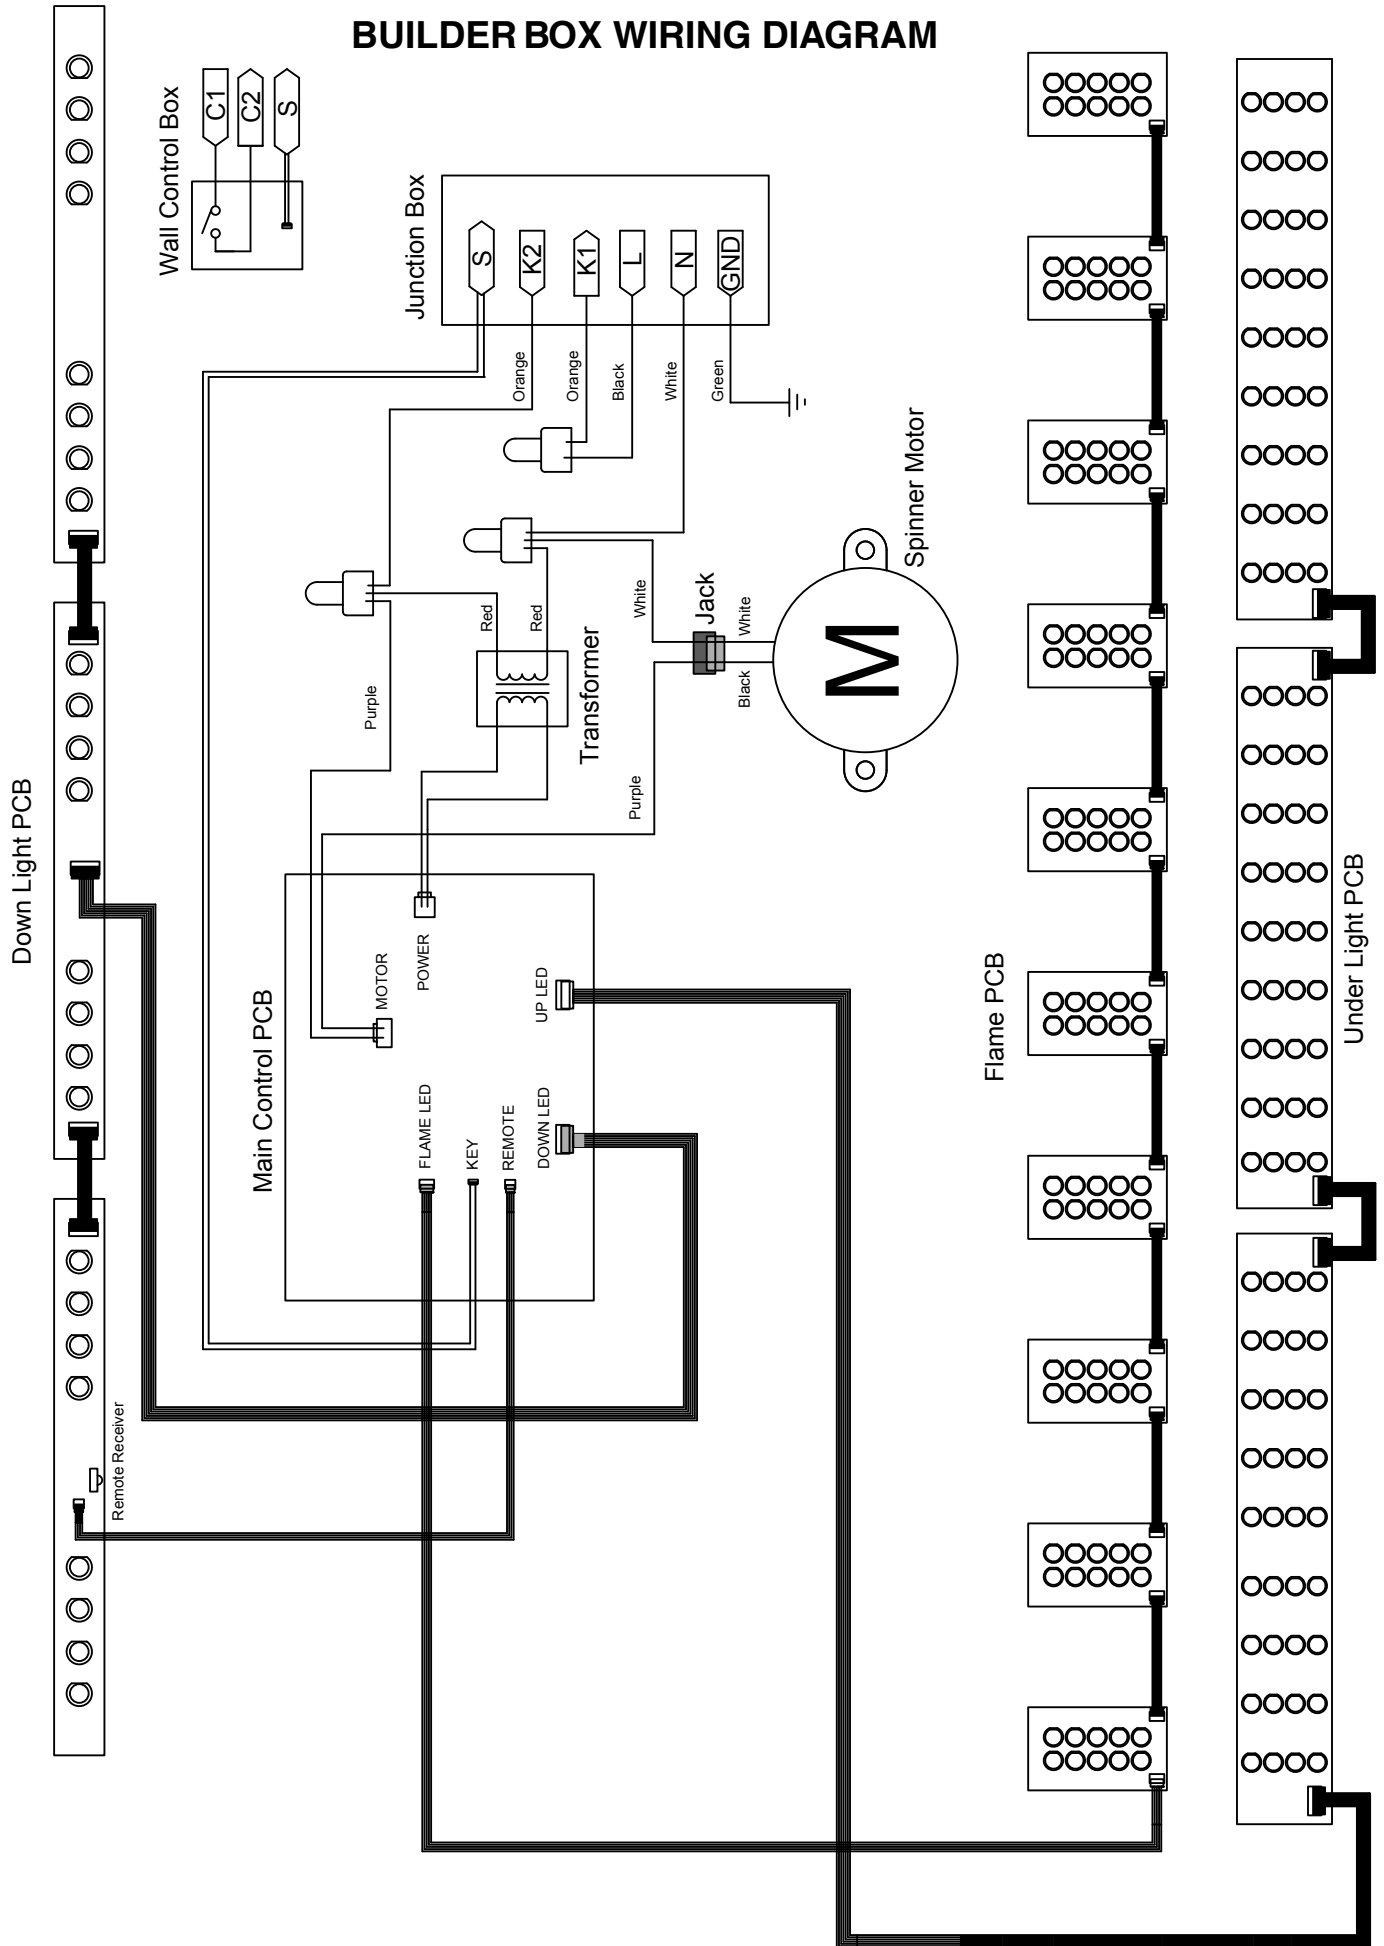 BUILDER BOX WIRING DIAGRAM
Wall Control Box
C1
C2
S
Junction Box
S
K2
K1
L
N
GND
Orange
Orange
Black
White
Green
Spinner Motor
M
Jack
White
White
Black
Purple
Red
Red
Transformer
Purple
Down Light PCB
Main Control PCB
MOTOR
POWER
UP LED
FLAME LED
KEY
REMOTE
DOWN LED
Remote Receiver
Flame PCB
Under Light PCB